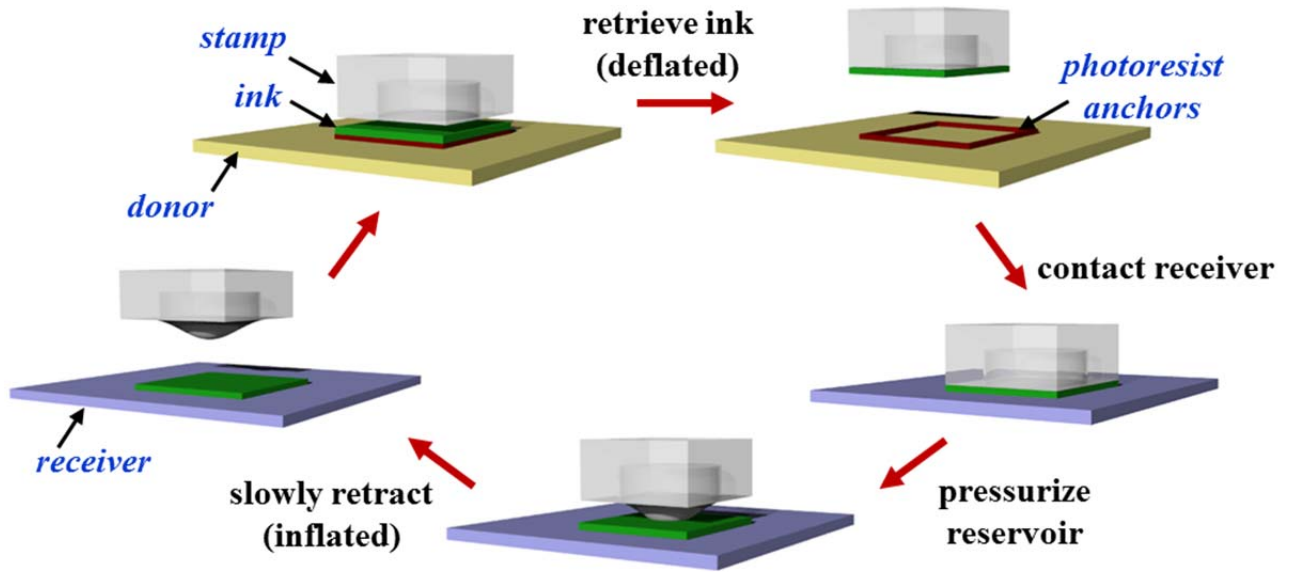 stamp
ink
donor
retrieve ink
(deflated)
photoresist
anchors
contact receiver
pressurize
reservoir
slowly retract
(inflated)
receiver